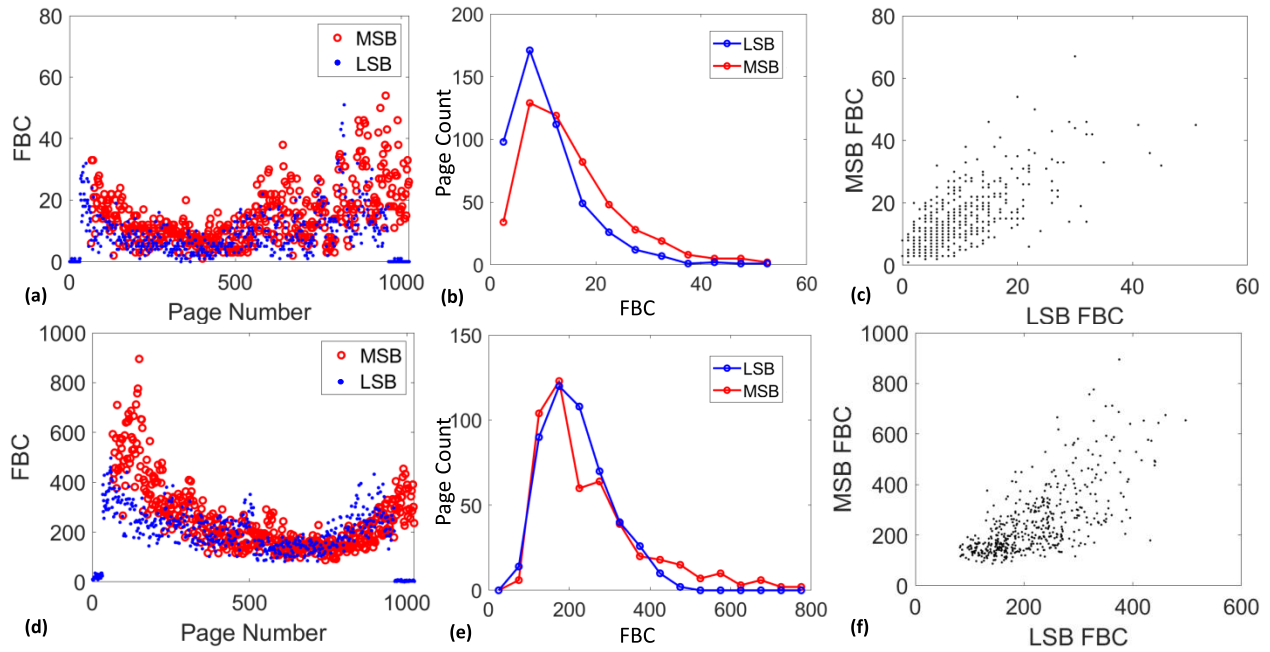 80
60
40
20
0
FBC
MSB
LSB
0
500
1000
Page Number
(a)
200
150
100
50
0
Page Count
LSB
MSB
0
20
40
60
FBC
(b)
80
60
40
20
0
MSB FBC
0
20
40
60
LSB FBC
(c)
1000
800
600
400
200
0
FBC
MSB
LSB
0
500
1000
Page Number
(d)
150
100
50
0
Page Count
LSB
MSB
0
200
400
600
800
FBC
(e)
1000
800
600
400
200
0
MSB FBC
0
200
400
600
LSB FBC
(f)